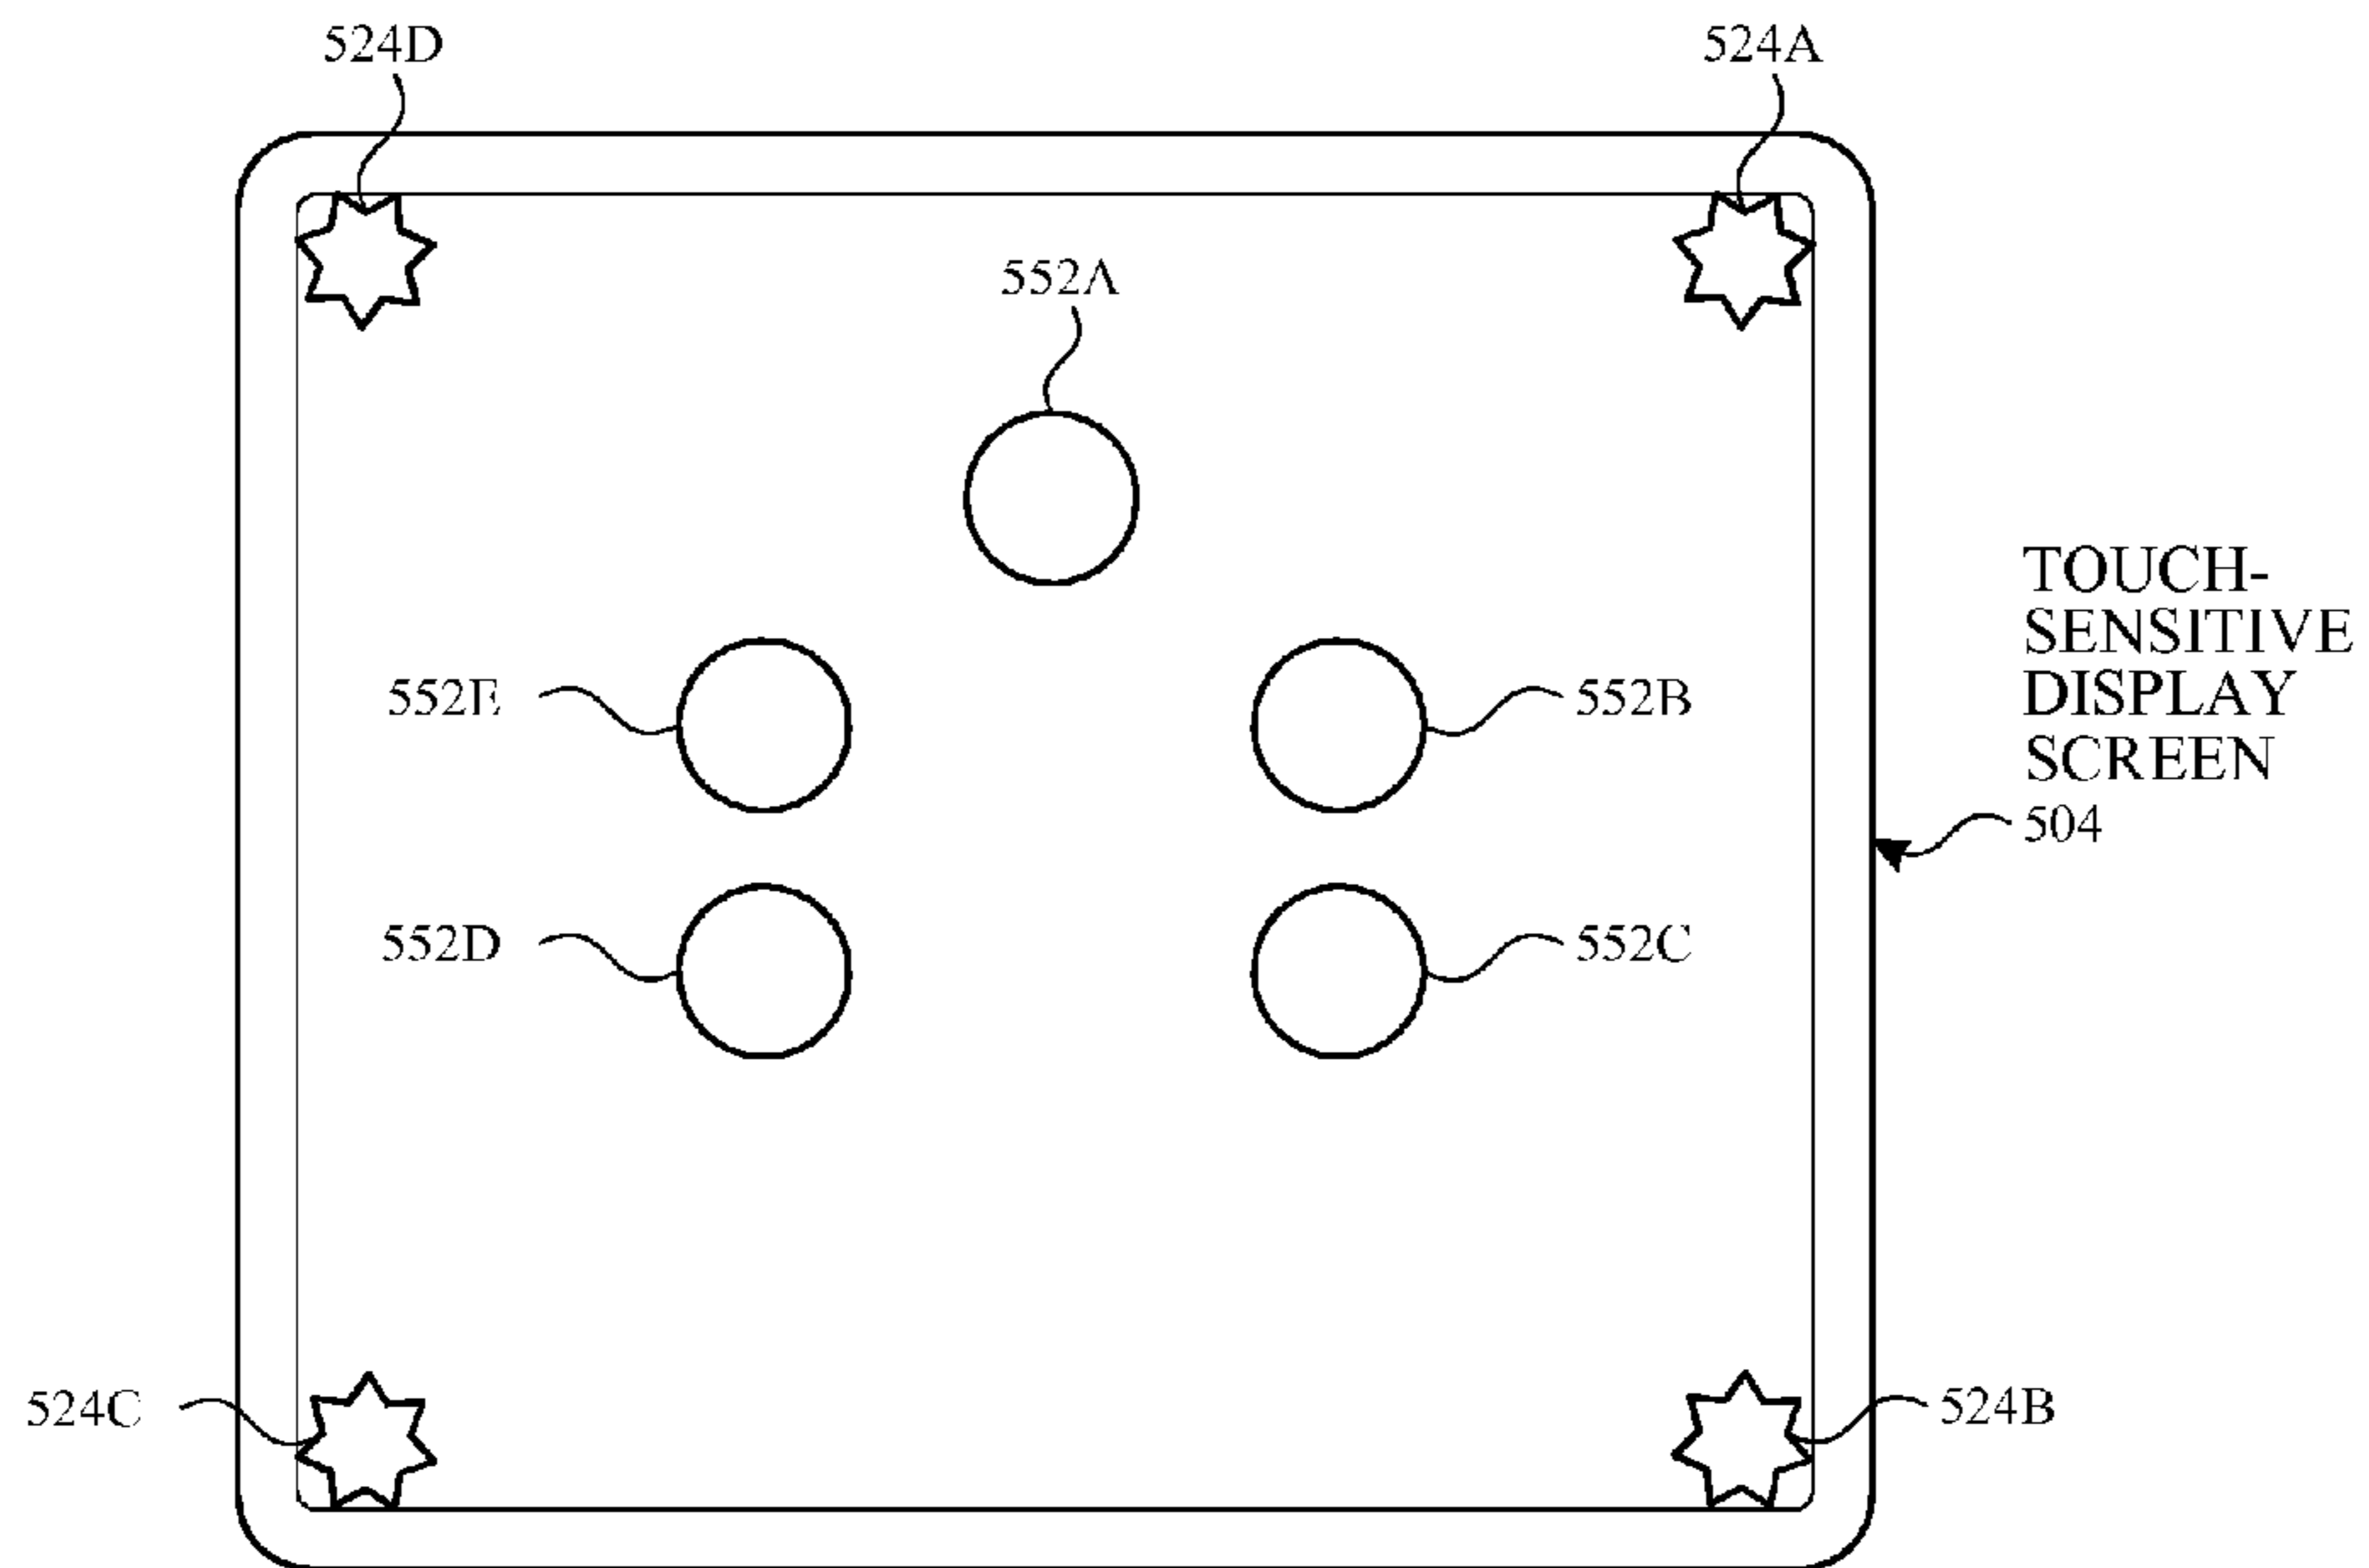 524D
524A
552A
TOUCH-
SENSITIVE
DISPLAY
SCREEN
504
552E
552B
552D
552C
524C
524B